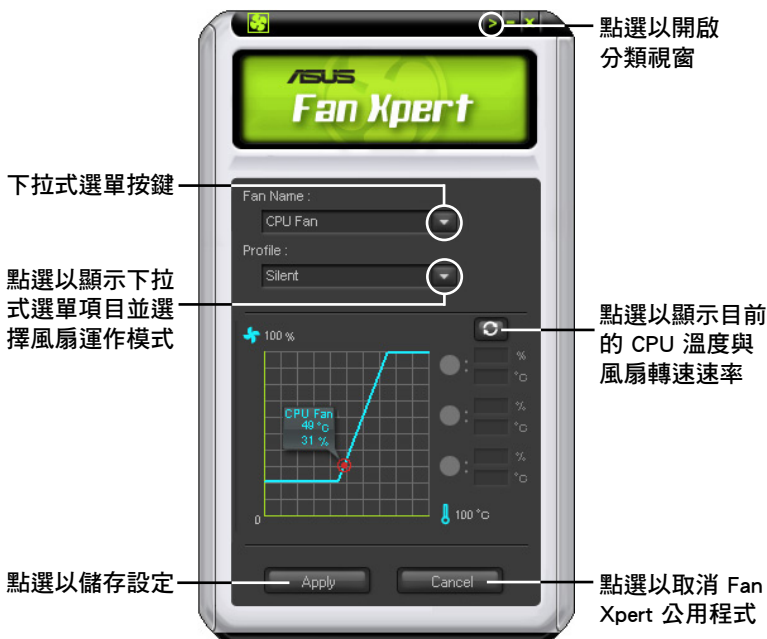 點選以開啟
分類視窗
ASUS
Fan Xpert
下拉式選單按鍵
Fan Name :
CPU Fan
Profile :
Silent
點選以顯示下拉
式選單項目並選
擇風扇運作模式
100 %
點選以顯示目前
的 CPU 溫度與
風扇轉速速率
%
°C
%
°C
%
°C
CPU Fan
49 °C
31 %
0
100 °C
點選以儲存設定
Apply
Cancel
點選以取消 Fan
Xpert 公用程式